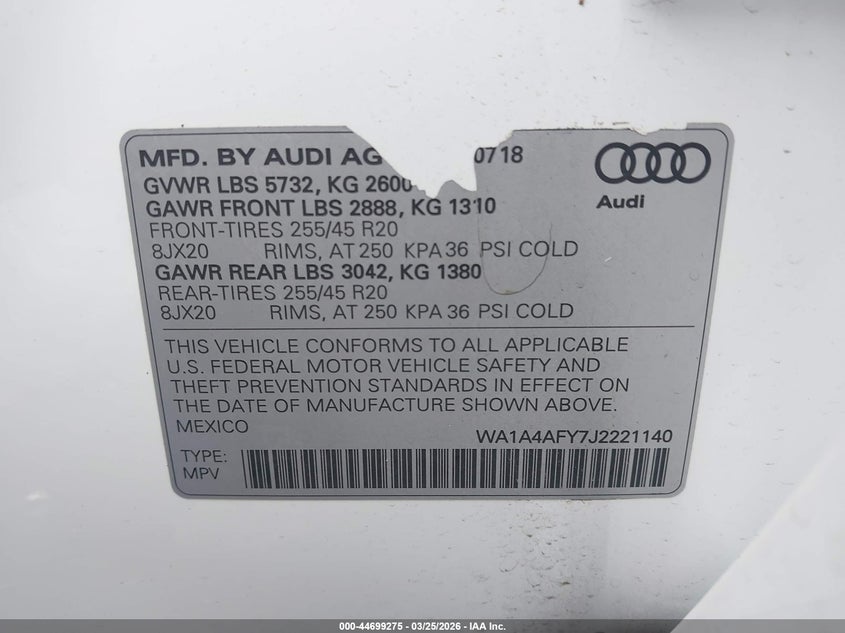 MFD. BY AUDI AG 0718
GVWR LBS 5732, KG 2600
GAWR FRONT LBS 2888, KG 1310
FRONT-TIRES 255/45 R20
8JX20 RIMS, AT 250 KPA 36 PSI COLD
GAWR REAR LBS 3042, KG 1380
REAR-TIRES 255/45 R20
8JX20 RIMS, AT 250 KPA 36 PSI COLD
Audi
THIS VEHICLE CONFORMS TO ALL APPLICABLE
U.S. FEDERAL MOTOR VEHICLE SAFETY AND
THEFT PREVENTION STANDARDS IN EFFECT ON
THE DATE OF MANUFACTURE SHOWN ABOVE.
MEXICO
WA1A4AFY7J2221140
TYPE:
MPV
000-44699275 - 03/25/2026 - IAA Inc.